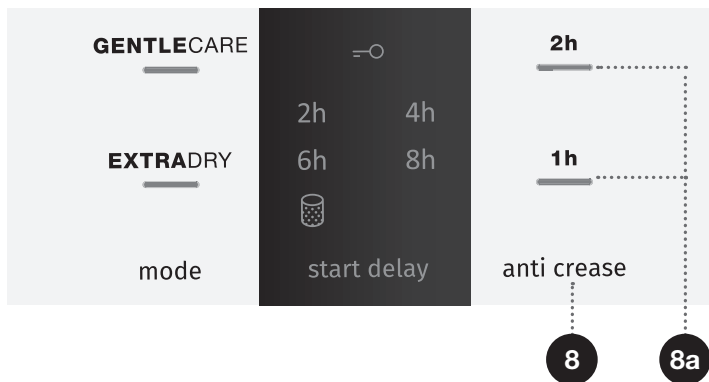 GENTLECARE
EXTRADRY
mode
2h 4h
6h 8h
start delay
2h
1h
anti crease
8 8a